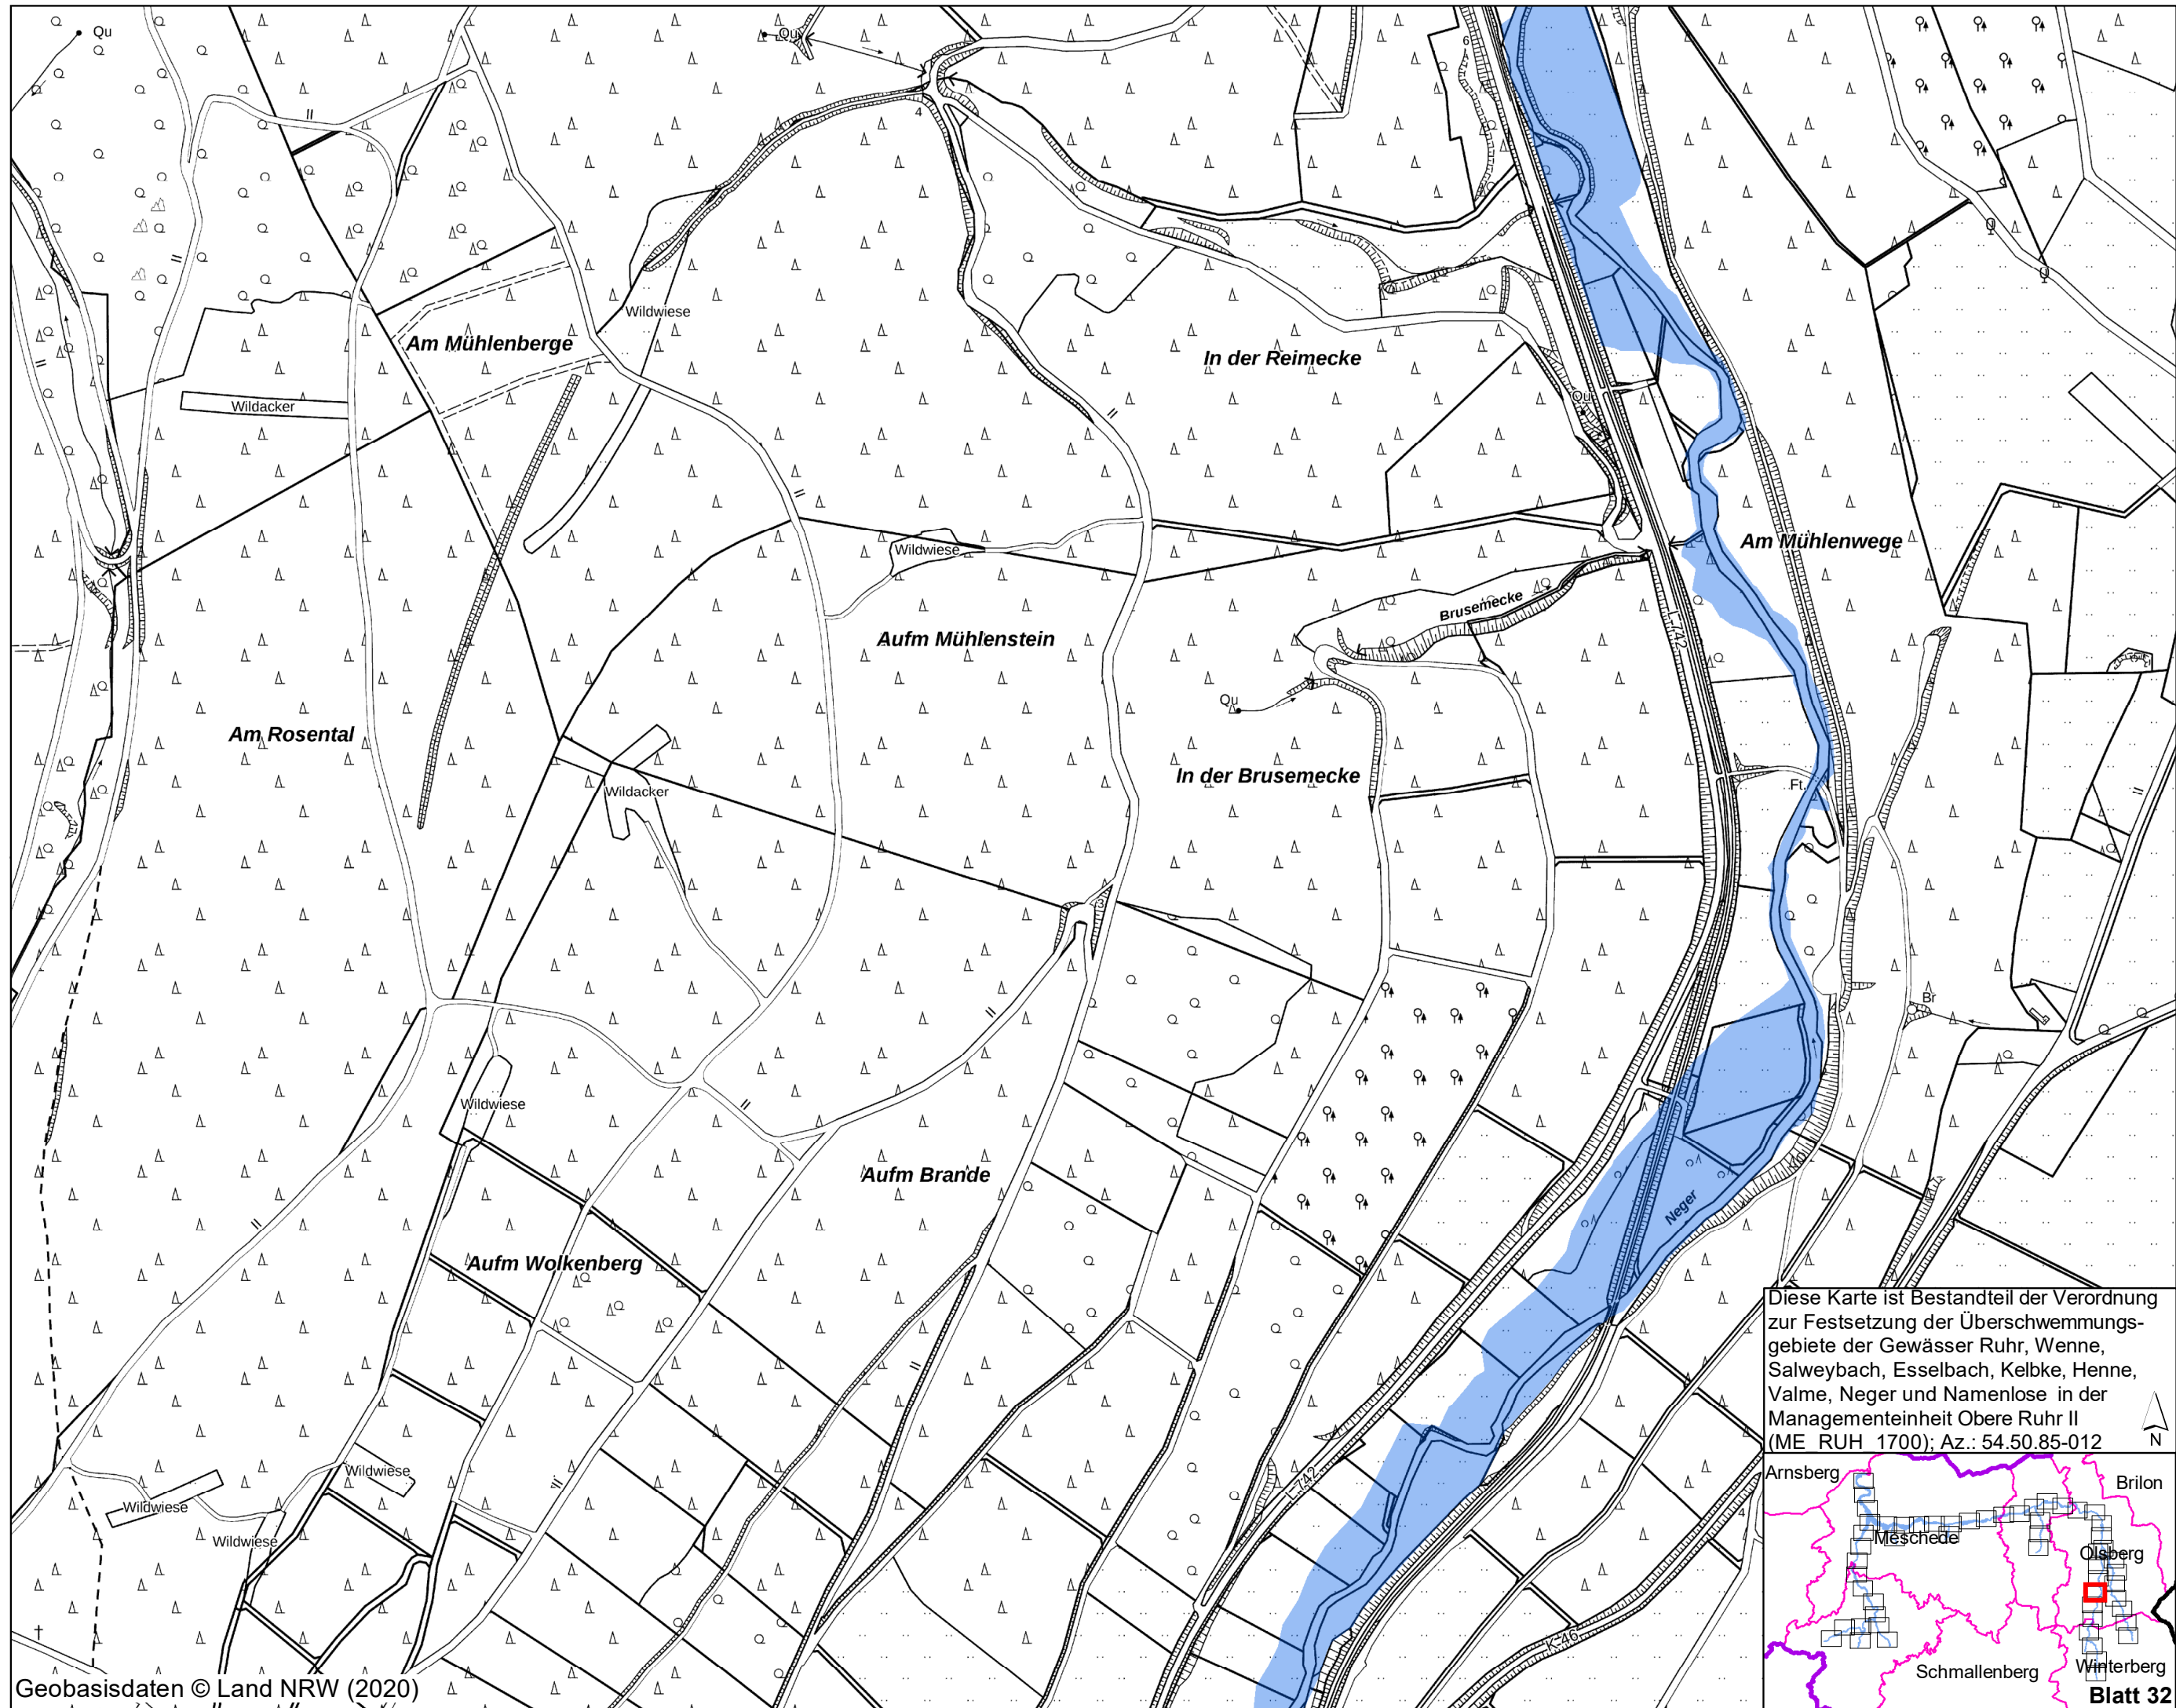 Qu
Qu
6
4
Wildwiese
Am Mühlenberge
In der Reimecke
Wildacker
Qu
Wildwiese
Am Mühlenwege
Brusemecke
L 742
Aufm Mühlenstein
Qu
Am Rosental
In der Brusemecke
Wildacker
Ft.
3
Br
Wildwiese
Aufm Brande
Neger
Aufm Wolkenberg
Wildwiese
Wildwiese
Wildwiese
L 742
4
K 46
Diese Karte ist Bestandteil der Verordnung
zur Festsetzung der Überschwemmungs-
gebiete der Gewässer Ruhr, Wenne,
Salweybach, Esselbach, Kelbke, Henne,
Valme, Neger und Namenlose in der
Managementeinheit Obere Ruhr II
(ME_RUH_1700); Az.: 54.50.85-012
N
Arnsberg
Brilon
Meschede
Olsberg
Schmallenberg
Winterberg
Blatt 32
Geobasisdaten © Land NRW (2020)